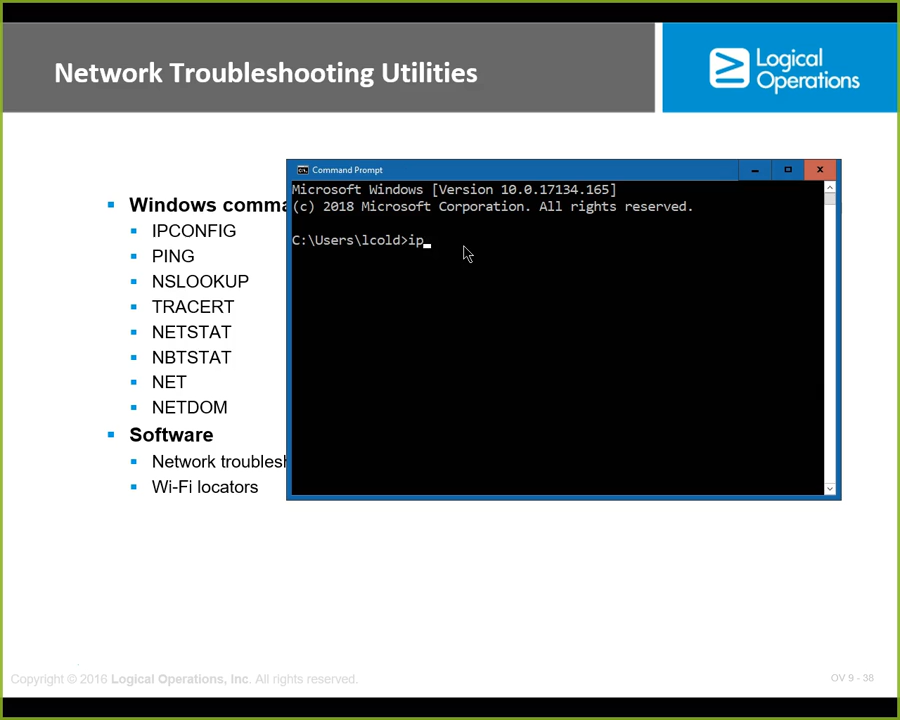 Network Troubleshooting Utilities
Logical
Operations
Command Prompt
Microsoft Windows [Version 10.0.17134.165]
(c) 2018 Microsoft Corporation. All rights reserved.
C:\Users\lcold>ip
Windows comma
IPCONFIG
PING
NSLOOKUP
TRACERT
NETSTAT
NBTSTAT
NET
NETDOM
Software
Network troublesh
Wi-Fi locators
Copyright © 2016 Logical Operations, Inc. All rights reserved.
OV 9 - 38